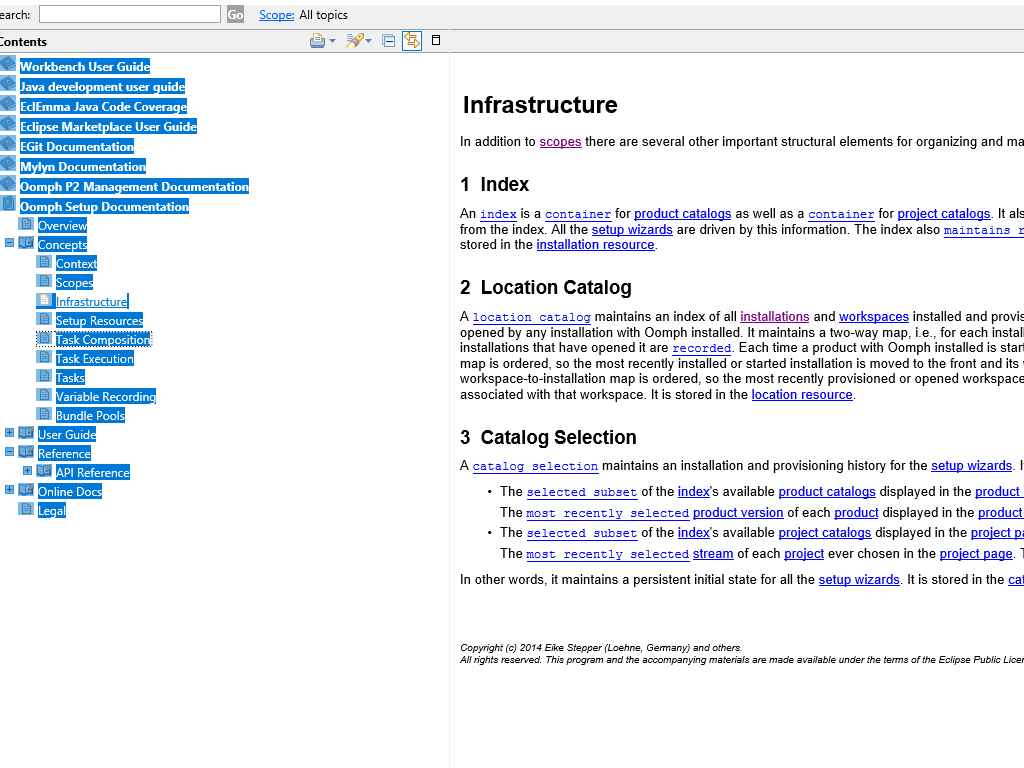 earch: Go Scope: All topics
Contents
Workbench User Guide
Java development user guide
EclEmma Java Code Coverage
Eclipse Marketplace User Guide
EGit Documentation
Mylyn Documentation
Oomph P2 Management Documentation
Oomph Setup Documentation
Overview
Concepts
Context
Scopes
Infrastructure
Setup Resources
Task Composition
Task Execution
Tasks
Variable Recording
Bundle Pools
User Guide
Reference
API Reference
Online Docs
Legal
Infrastructure
In addition to scopes there are several other important structural elements for organizing and ma
1 Index
An index is a container for product catalogs as well as a container for project catalogs. It als
from the index. All the setup wizards are driven by this information. The index also maintains r
stored in the installation resource.
2 Location Catalog
A location catalog maintains an index of all installations and workspaces installed and provis
opened by any installation with Oomph installed. It maintains a two-way map, i.e., for each instal
installations that have opened it are recorded. Each time a product with Oomph installed is start
map is ordered, so the most recently installed or started installation is moved to the front and its
workspace-to-installation map is ordered, so the most recently provisioned or opened workspace
associated with that workspace. It is stored in the location resource.
3 Catalog Selection
A catalog selection maintains an installation and provisioning history for the setup wizards. I
• The selected subset of the index's available product catalogs displayed in the product
The most recently selected product version of each product displayed in the product
• The selected subset of the index's available project catalogs displayed in the project pa
The most recently selected stream of each project ever chosen in the project page. T
In other words, it maintains a persistent initial state for all the setup wizards. It is stored in the cat
Copyright (c) 2014 Eike Stepper (Loehne, Germany) and others.
All rights reserved. This program and the accompanying materials are made available under the terms of the Eclipse Public Licen